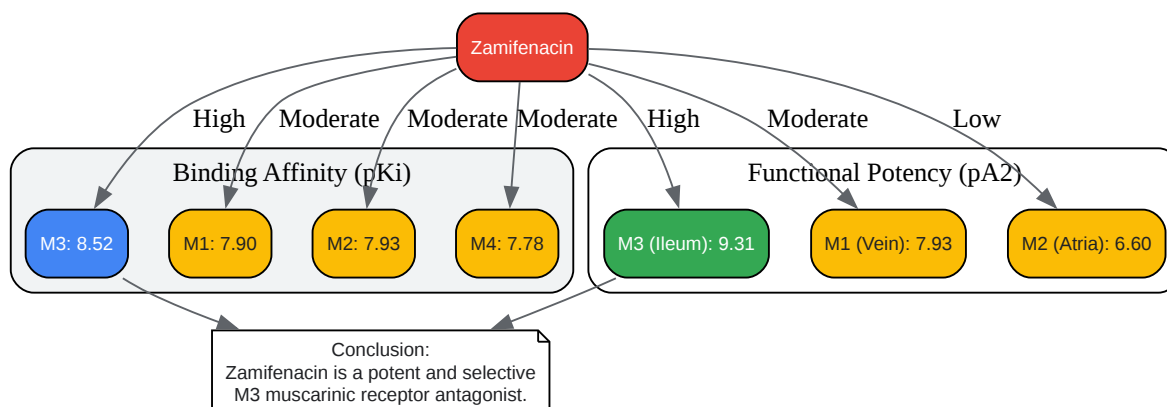 Zamifenacin
High
Moderate
Moderate
Moderate
High
Moderate
Low
Binding Affinity (pKi)
Functional Potency (pA2)
M3: 8.52
M1: 7.90
M2: 7.93
M4: 7.78
M3 (Ileum): 9.31
M1 (Vein): 7.93
M2 (Atria): 6.60
Conclusion:
Zamifenacin is a potent and selective
M3 muscarinic receptor antagonist.